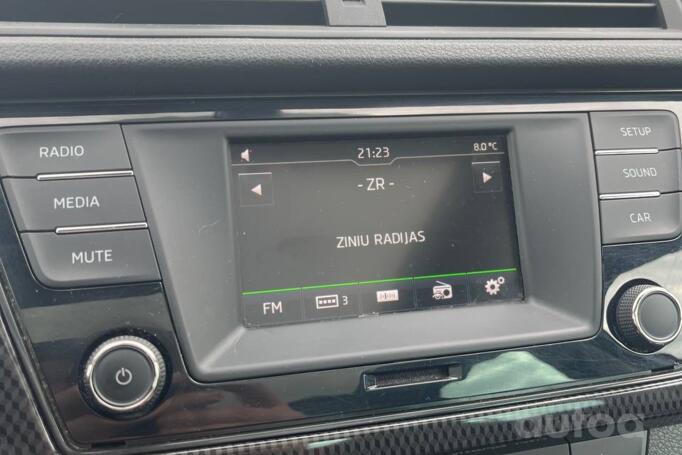 RADIO
MEDIA
MUTE
21:23
8.0°C
- ZR -
ZINIU RADIJAS
FM
3
SETUP
SOUND
CAR
autoo